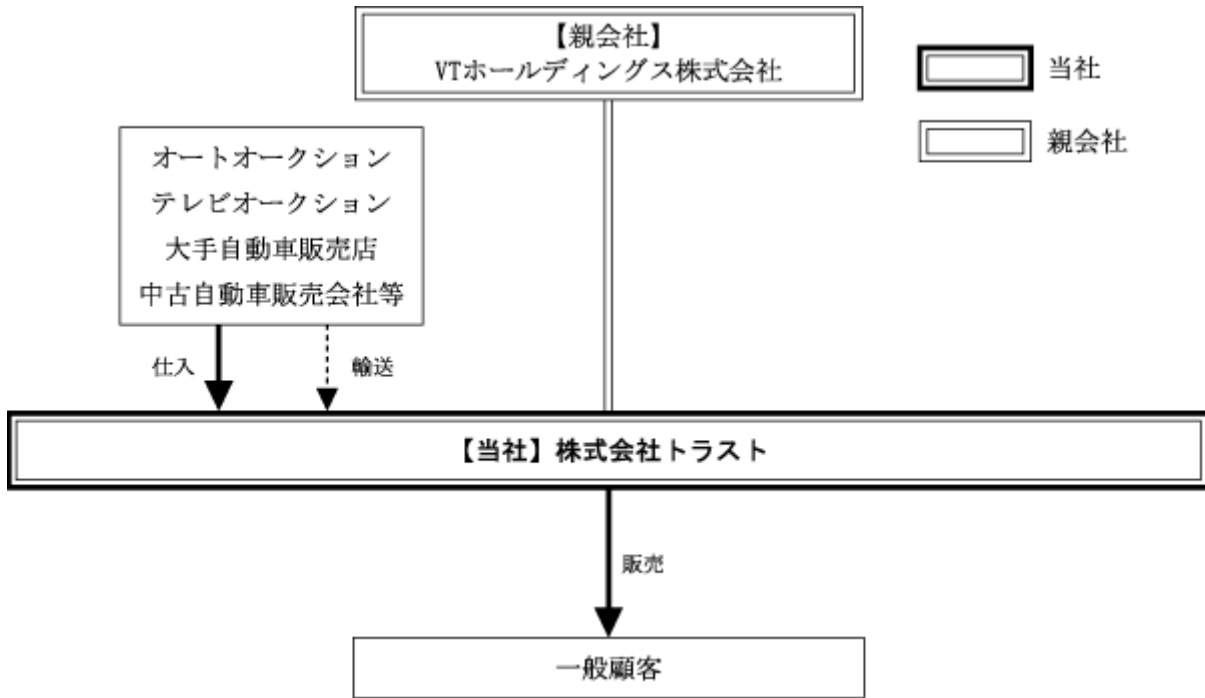 【親会社】
VTホールディングス株式会社
当社
親会社
オートオークション
テレビオークション
大手自動車販売店
中古自動車販売会社等
仕入
輸送
【当社】株式会社トラスト
販売
一般顧客